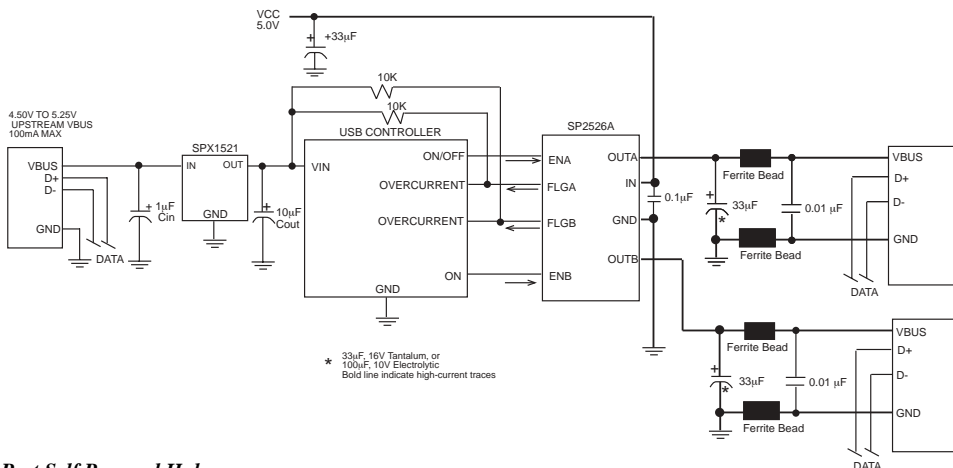 VCC
5.0V
+33µF
+
10K
10K
4.50V TO 5.25V
UPSTREAM VBUS
100mA MAX
VBUS
D+
D-
GND
DATA
+
1µF
Cin
SPX1521
IN
OUT
GND
+
10µF
Cout
USB CONTROLLER
VIN
ON/OFF
OVERCURRENT
OVERCURRENT
ON
GND
SP2526A
ENA
FLGA
FLGB
ENB
OUTA
IN
GND
OUTB
0.1µF
Ferrite Bead
+
33µF
*
0.01 µF
Ferrite Bead
VBUS
D+
D-
GND
DATA
Ferrite Bead
+
33µF
*
0.01 µF
Ferrite Bead
VBUS
D+
D-
GND
DATA
* 33µF, 16V Tantalum, or
100µF, 10V Electrolytic
Bold line indicate high-current traces